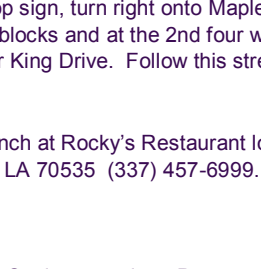 p sign, turn right onto Maple
blocks and at the 2nd four w
r King Drive.  Follow this stre
nch at Rocky’s Restaurant lo
LA 70535  (337) 457-6999.